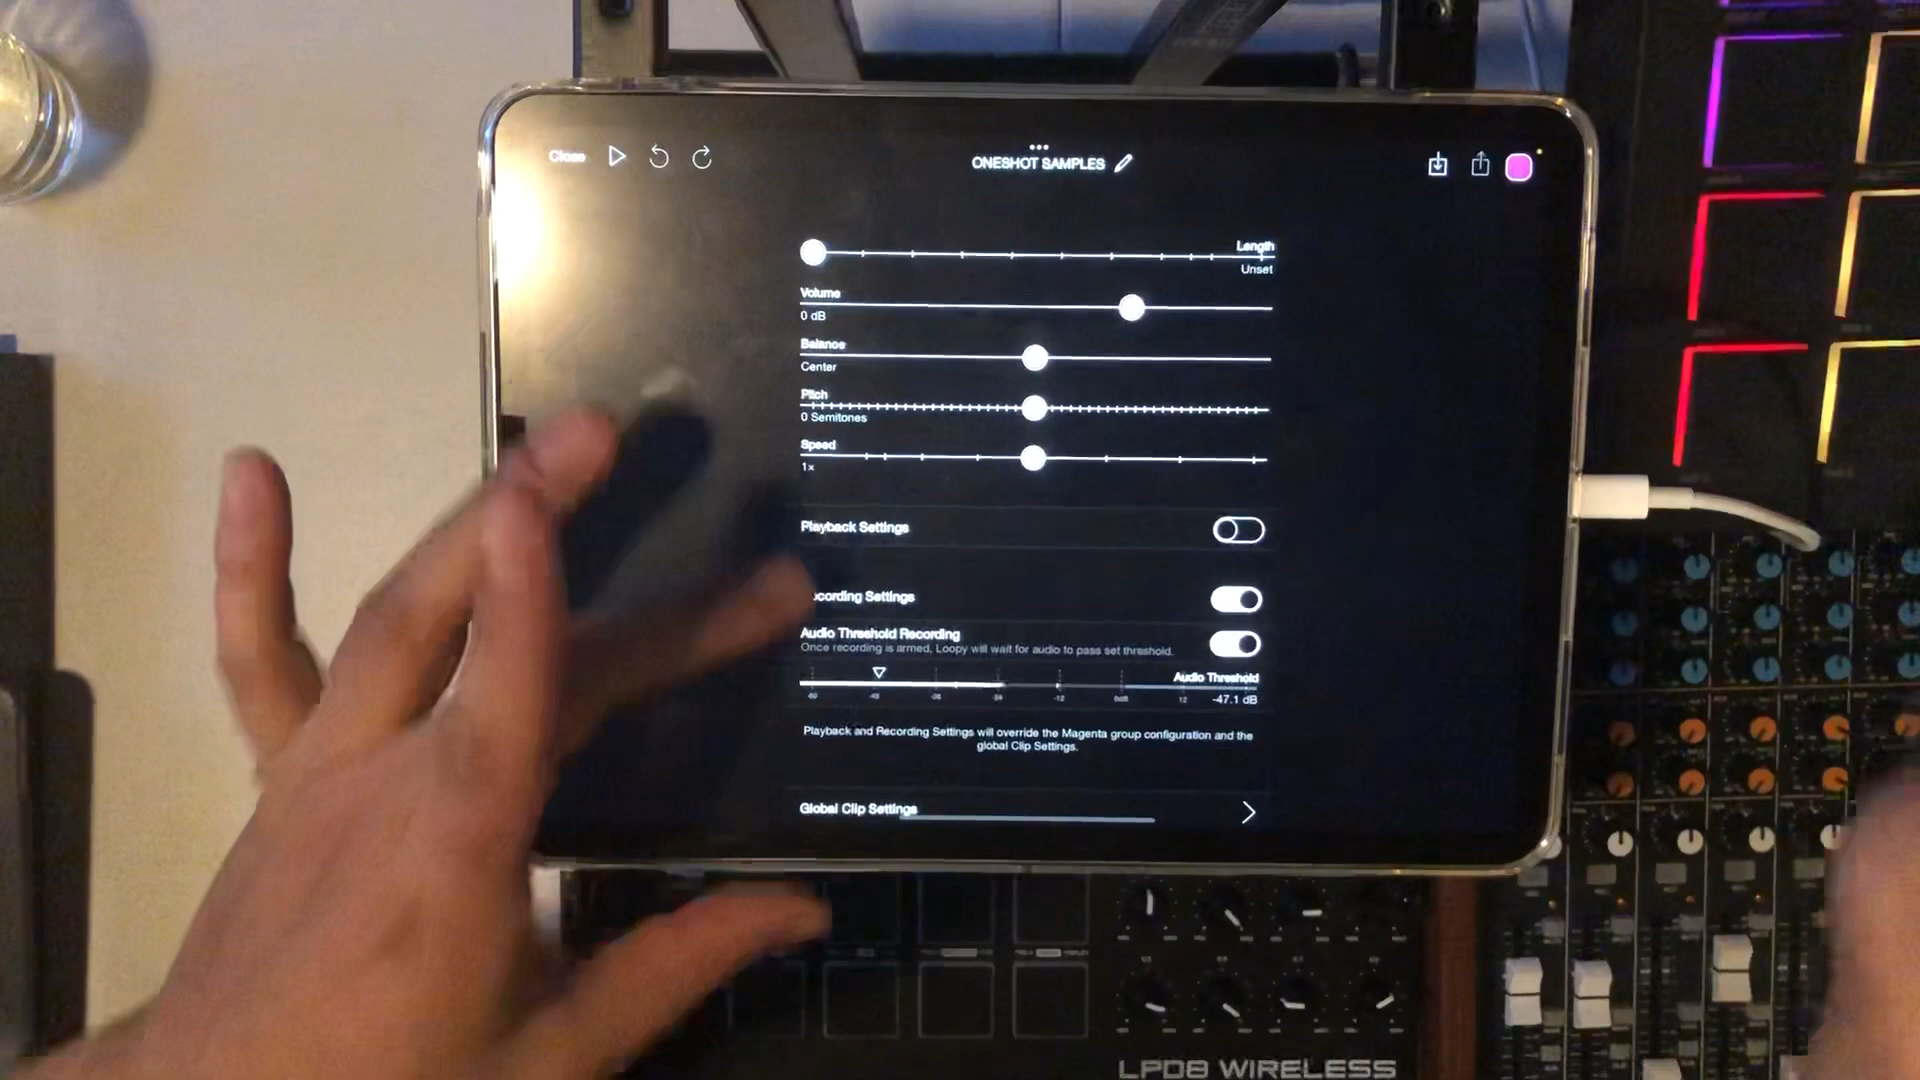 Close
ONESHOT SAMPLES
Length
Unset
Volume
0 dB
Balance
Center
Pitch
0 Semitones
Speed
1x
Playback Settings
ecording Settings
Audio Threshold Recording
Once recording is armed, Loopy will wait for audio to pass set threshold.
Audio Threshold
-12
12
-47.1 dB
Playback and Recording Settings will override the Magenta group configuration and the
global Clip Settings.
Global Clip Settings
LPD8 WIRELESS